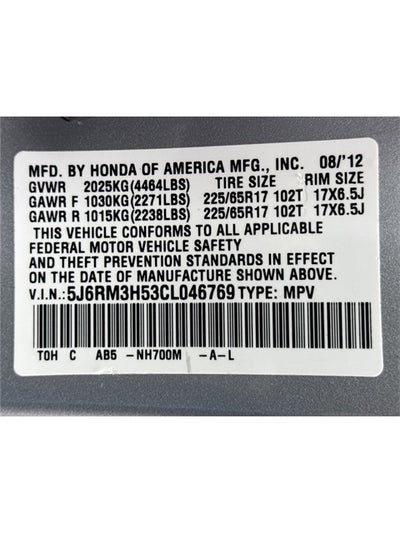 MFD. BY HONDA OF AMERICA MFG., INC. 08/'12
GVWR 2025KG(4464LBS) TIRE SIZE RIM SIZE
GAWR F 1030KG(2271LBS) 225/65R17 102T 17X6.5J
GAWR R 1015KG(2238LBS) 225/65R17 102T 17X6.5J
THIS VEHICLE CONFORMS TO ALL APPLICABLE
FEDERAL MOTOR VEHICLE SAFETY
AND THEFT PREVENTION STANDARDS IN EFFECT
ON THE DATE OF MANUFACTURE SHOWN ABOVE.
V.I.N.: 5J6RM3H53CL046769 TYPE: MPV
TOH C AB5 -NH700M -A-L